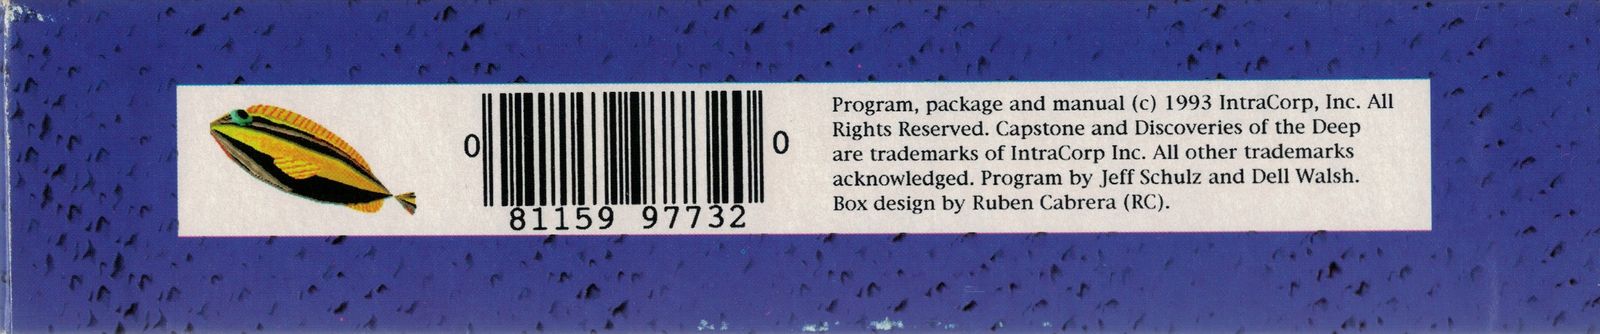 0 81159 97732 0
Program, package and manual (c) 1993 IntraCorp, Inc. All
Rights Reserved. Capstone and Discoveries of the Deep
are trademarks of IntraCorp Inc. All other trademarks
acknowledged. Program by Jeff Schulz and Dell Walsh.
Box design by Ruben Cabrera (RC).